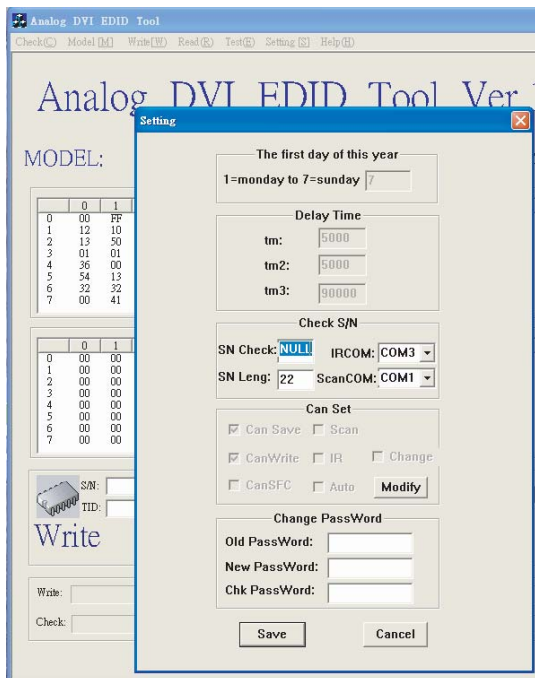 Analog DVI EDID Tool
Check(C) Model [M] Write[W) Read(R) Test(E) Setting [S] Help(H)
Analog DVI EDID Tool Ver
MODEL:
Setting
The first day of this year
1=monday to 7=sunday 7
Delay Time
tm: 5000
tm2: 5000
tm3: 90000
Check S/N
SN Check: NULL IRCOM: COM3
SN Leng: 22 ScanCOM: COM1
Can Set
Can Save Scan
CanWrite IR Change
CanSFC Auto Modify
Change PassWord
Old PassWord:
New PassWord:
Chk PassWord:
Save Cancel
0 1
0 00 FF
1 12 10
2 13 50
3 01 01
4 36 00
5 54 13
6 32 32
7 00 41
0 1
0 00 00
1 00 00
2 00 00
3 00 00
4 00 00
5 00 00
6 00 00
7 00 00
S/N:
TID:
Write
Write:
Check: